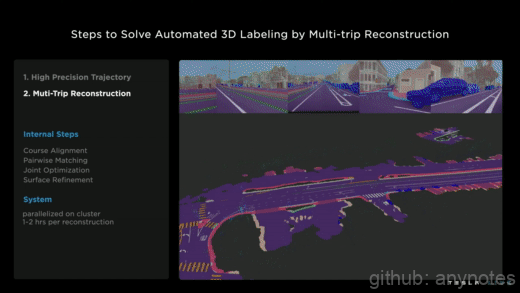 Steps to Solve Automated 3D Labeling by Multi-trip Reconstruction
1. High Precision Trajectory
2. Muti-Trip Reconstruction
Internal Steps
Course Alignment
Pairwise Matching
Joint Optimization
Surface Refinement
System
parallelized on cluster
1-2 hrs per reconstruction
github: anynotes
TESLA